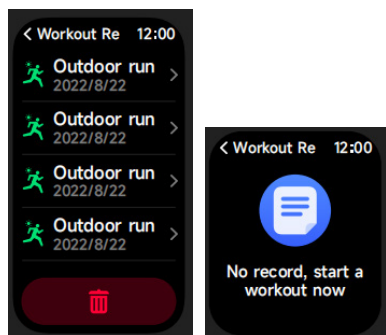 < Workout Re 12:00
Outdoor run
2022/8/22
Outdoor run
2022/8/22
Outdoor run
2022/8/22
Outdoor run
2022/8/22
< Workout Re 12:00
No record, start a
workout now